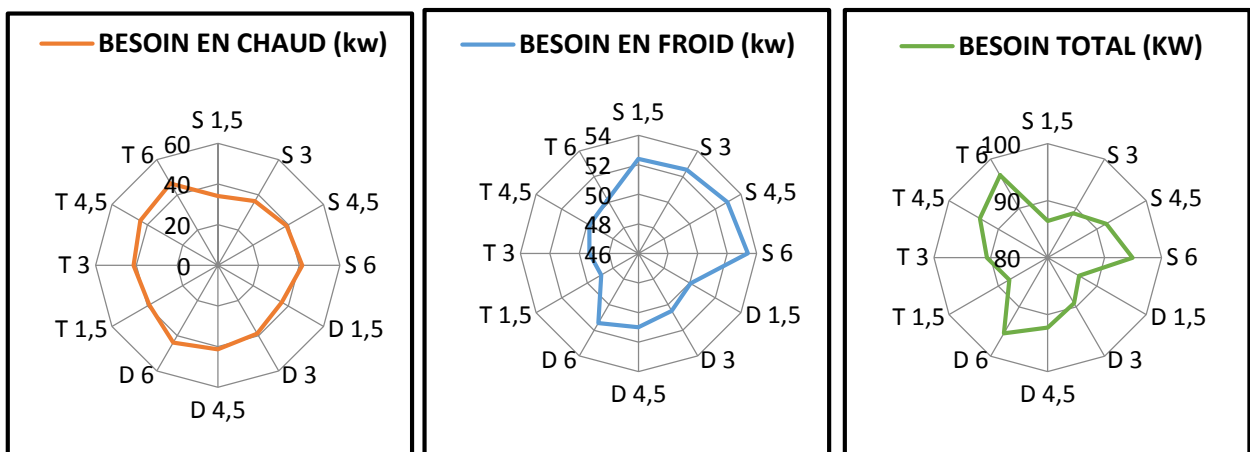 BESOIN EN CHAUD (kw)
S 1,5
S 3
S 4,5
S 6
D 1,5
D 3
D 4,5
D 6
T 1,5
T 3
T 4,5
T 6
60
40
20
0
BESOIN EN FROID (kw)
S 1,5
S 3
S 4,5
S 6
D 1,5
D 3
D 4,5
D 6
T 1,5
T 3
T 4,5
T 6
54
52
50
48
46
BESOIN TOTAL (KW)
S 1,5
S 3
S 4,5
S 6
D 1,5
D 3
D 4,5
D 6
T 1,5
T 3
T 4,5
T 6
100
90
80